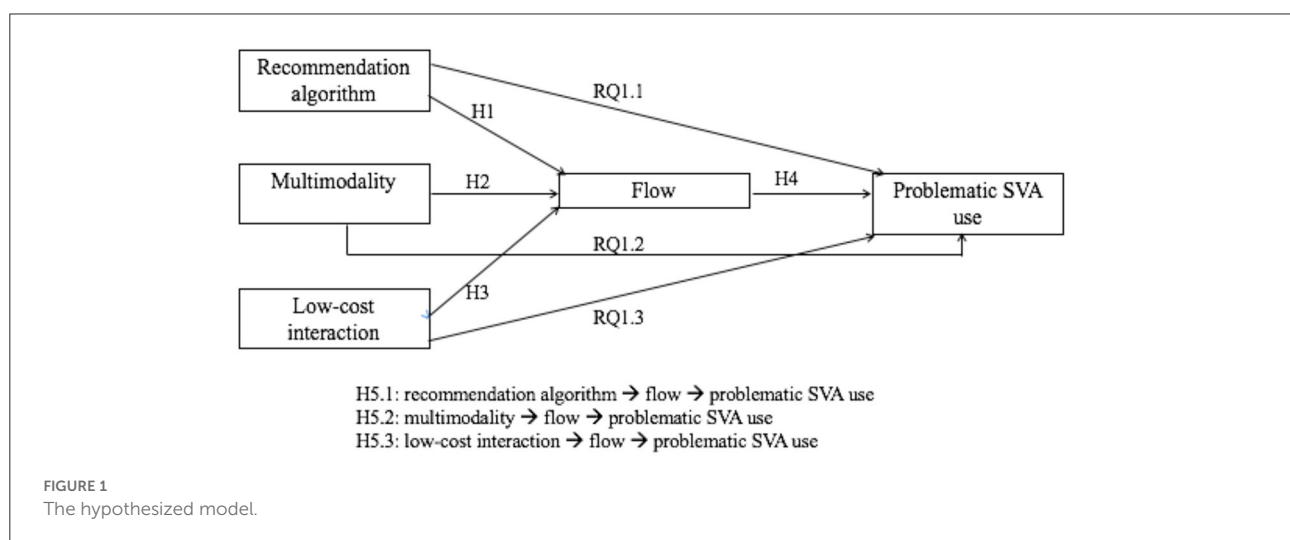 Recommendation
algorithm
RQ1.1
H1
Multimodality
H2
Flow
H4
Problematic SVA
use
RQ1.2
H3
Low-cost
interaction
RQ1.3
H5.1: recommendation algorithm → flow → problematic SVA use
H5.2: multimodality → flow → problematic SVA use
H5.3: low-cost interaction → flow → problematic SVA use
FIGURE 1
The hypothesized model.